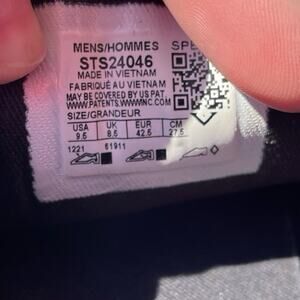 MENS/HOMMES SPE
STS24046
MADE IN VIETNAM
FABRIQUÉ AU VIETNAM
MAY BE COVERED BY US PAT.
WWW.PATENTS.WWWINC.COM
SIZE/GRANDEUR
USA UK EUR CM
9.5 8.5 42.5 27.5
1221 61911